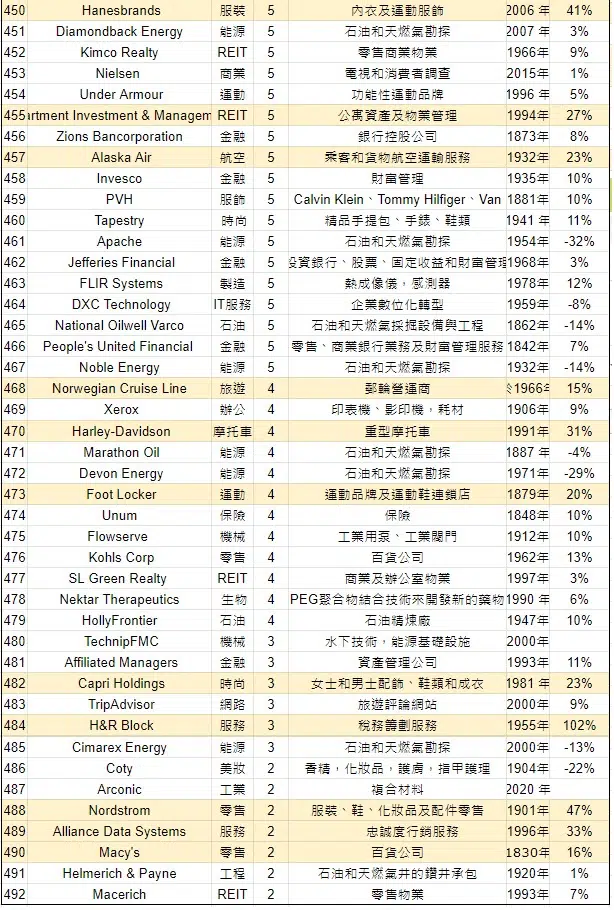 450 Hanesbrands 服裝 5 內衣及運動服飾 2006 年 41%
451 Diamondback Energy 能源 5 石油和天燃氣勘探 2007 年 3%
452 Kimco Realty REIT 5 零售商業物業 1966年 9%
453 Nielsen 商業 5 電視和消費者調查 2015年 1%
454 Under Armour 運動 5 功能性運動品牌 1996 年 5%
455 rtment Investment & Managem REIT 5 公寓資產及物業管理 1994年 27%
456 Zions Bancorporation 金融 5 銀行控股公司 1873年 8%
457 Alaska Air 航空 5 乘客和貨物航空運輸服務 1932年 23%
458 Invesco 金融 5 財富管理 1935年 10%
459 PVH 服飾 5 Calvin Klein、Tommy Hilfiger、Van 1881年 10%
460 Tapestry 時尚 5 精品手提包、手錶、鞋類 1941 年 11%
461 Apache 能源 5 石油和天燃氣勘探 1954年 -32%
462 Jefferies Financial 金融 5 投資銀行、股票、固定收益和財富管理 1968年 3%
463 FLIR Systems 製造 5 熱成像儀，感測器 1978年 12%
464 DXC Technology IT服務 5 企業數位化轉型 1959年 -8%
465 National Oilwell Varco 石油 5 石油和天然氣採掘設備與工程 1862年 -14%
466 People's United Financial 金融 5 零售、商業銀行業務及財富管理服務 1842年 7%
467 Noble Energy 能源 5 石油和天燃氣勘探 1932年 -14%
468 Norwegian Cruise Line 旅遊 4 郵輪營運商 1966年 15%
469 Xerox 辦公 4 印表機、影印機，耗材 1906年 9%
470 Harley-Davidson 摩托車 4 重型摩托車 1991年 31%
471 Marathon Oil 能源 4 石油和天然氣勘探 1887 年 -4%
472 Devon Energy 能源 4 石油和天燃氣勘探 1971年 -29%
473 Foot Locker 運動 4 運動品牌及運動鞋連鎖店 1879年 20%
474 Unum 保險 4 保險 1848年 10%
475 Flowserve 機械 4 工業用泵、工業閥門 1912年 10%
476 Kohls Corp 零售 4 百貨公司 1962年 13%
477 SL Green Realty REIT 4 商業及辦公室物業 1997年 3%
478 Nektar Therapeutics 生物 4 PEG聚合物結合技術來開發新的藥物 1990 年 6%
479 HollyFrontier 石油 4 石油精煉廠 1947年 10%
480 TechnipFMC 機械 3 水下技術，能源基礎設施 2000年
481 Affiliated Managers 金融 3 資產管理公司 1993年 11%
482 Capri Holdings 時尚 3 女士和男士配飾、鞋類和成衣 1981 年 23%
483 TripAdvisor 網路 3 旅遊評論網站 2000年 9%
484 H&R Block 服務 3 稅務籌劃服務 1955年 102%
485 Cimarex Energy 能源 3 石油和天燃氣勘探 2000年 -13%
486 Coty 美妝 2 香精，化妝品，護膚，指甲護理 1904年 -22%
487 Arconic 工業 2 複合材料 2020 年
488 Nordstrom 零售 2 服裝、鞋、化妝品及配件零售 1901年 47%
489 Alliance Data Systems 服務 2 忠誠度行銷服務 1996年 33%
490 Macy's 零售 2 百貨公司 1830年 16%
491 Helmerich & Payne 工程 2 石油和天然氣井的鑽井承包 1920年 1%
492 Macerich REIT 2 零售物業 1993年 7%